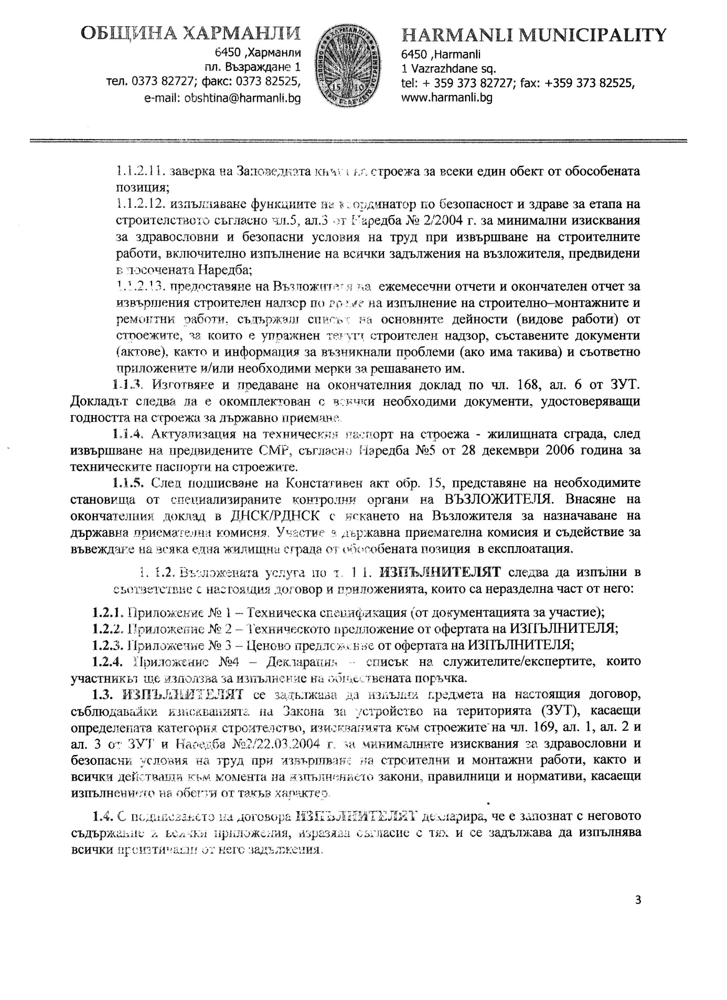 ОБЩИНА ХАРМАНЛИ
6450 ,Харманли
пл. Възраждане 1
тел. 0373 82727; факс: 0373 82525,
e-mail: obshtina@harmanli.bg
ХАРМАНЛИ
15 10
HARMANLI MUNICIPALITY
6450 ,Harmanli
1 Vazrazhdane sq.
tel: + 359 373 82727; fax: +359 373 82525,
www.harmanli.bg
1.1.2.11. заверка на Заповедната книга на строежа за всеки един обект от обособената
позиция;
1.1.2.12. изпълняване функциите на координатор по безопасност и здраве за етапа на
строителството съгласно чл.5, ал.3 от Наредба № 2/2004 г. за минимални изисквания
за здравословни и безопасни условия на труд при извършване на строителните
работи, включително изпълнение на всички задължения на възложителя, предвидени
в посочената Наредба;
1.1.2.13. предоставяне на Възложителя на ежемесечни отчети и окончателен отчет за
извършения строителен надзор по време на изпълнение на строително–монтажните и
ремонтни работи, съдържащ списък на основните дейности (видове работи) от
строежите, за които е упражнен текущ строителен надзор, съставените документи
(актове), както и информация за възникнали проблеми (ако има такива) и съответно
приложените и/или необходими мерки за решаването им.
1.1.3. Изготвяне и предаване на окончателния доклад по чл. 168, ал. 6 от ЗУТ.
Докладът следва да е окомплектован с всички необходими документи, удостоверяващи
годността на строежа за държавно приемане.
1.1.4. Актуализация на техническия паспорт на строежа - жилищната сграда, след
извършване на предвидените СМР, съгласно Наредба №5 от 28 декември 2006 година за
техническите паспорти на строежите.
1.1.5. След подписване на Констативен акт обр. 15, представяне на необходимите
становища от специализираните контролни органи на ВЪЗЛОЖИТЕЛЯ. Внасяне на
окончателния доклад в ДНСК/РДНСК с искането на Възложителя за назначаване на
държавна приемателна комисия. Участие в държавна приемателна комисия и съдействие за
въвеждане на всяка една жилищна сграда от обособената позиция в експлоатация.
1. 1.2. Възложената услуга по т. 1 1. ИЗПЪЛНИТЕЛЯТ следва да изпълни в
съответствие с настоящия договор и приложенията, които са неразделна част от него:
1.2.1. Приложение № 1 – Техническа спецификация (от документацията за участие);
1.2.2. Приложение № 2 – Техническото предложение от офертата на ИЗПЪЛНИТЕЛЯ;
1.2.3. Приложение № 3 – Ценово предложение от офертата на ИЗПЪЛНИТЕЛЯ;
1.2.4. Приложение №4 – Декларация – списък на служителите/експертите, които
участникът ще използва за изпълнение на обществената поръчка.
1.3. ИЗПЪЛНИТЕЛЯТ се задължава да изпълни предмета на настоящия договор,
съблюдавайки изискванията на Закона за устройство на територията (ЗУТ), касаещи
определената категория строителство, изискванията към строежите на чл. 169, ал. 1, ал. 2 и
ал. 3 от ЗУТ и Наредба №2/22.03.2004 г. за минималните изисквания за здравословни и
безопасни условия на труд при извършване на строителни и монтажни работи, както и
всички действащи към момента на изпълнението закони, правилници и нормативи, касаещи
изпълнението на обекти от такъв характер.
1.4. С подписването на договора ИЗПЪЛНИТЕЛЯТ декларира, че е запознат с неговото
съдържание и всички приложения, изразява съгласие с тях и се задължава да изпълнява
всички произтичащи от него задължения.
3